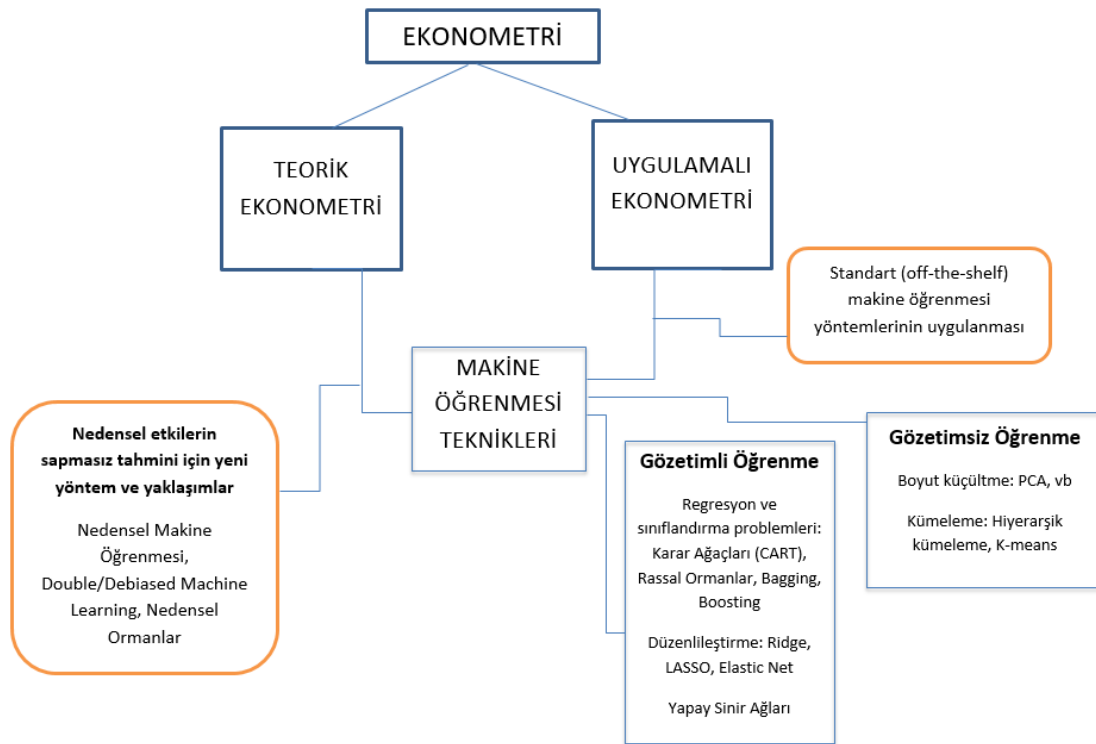 EKONOMETRİ
TEORİK
EKONOMETRİ
UYGULAMALI
EKONOMETRİ
Standart (off-the-shelf)
makine öğrenmesi
yöntemlerinin uygulanması
MAKİNE
ÖĞRENMESİ
TEKNİKLERİ
Nedensel etkilerin
sapmasız tahmini için yeni
yöntem ve yaklaşımlar
Nedensel Makine
Öğrenmesi,
Double/Debiased Machine
Learning, Nedensel
Ormanlar
Gözetimli Öğrenme
Regresyon ve
sınıflandırma problemleri:
Karar Ağaçları (CART),
Rassal Ormanlar, Bagging,
Boosting
Düzenlileştirme: Ridge,
LASSO, Elastic Net
Yapay Sinir Ağları
Gözetimsiz Öğrenme
Boyut küçültme: PCA, vb
Kümeleme: Hiyerarşik
kümeleme, K-means